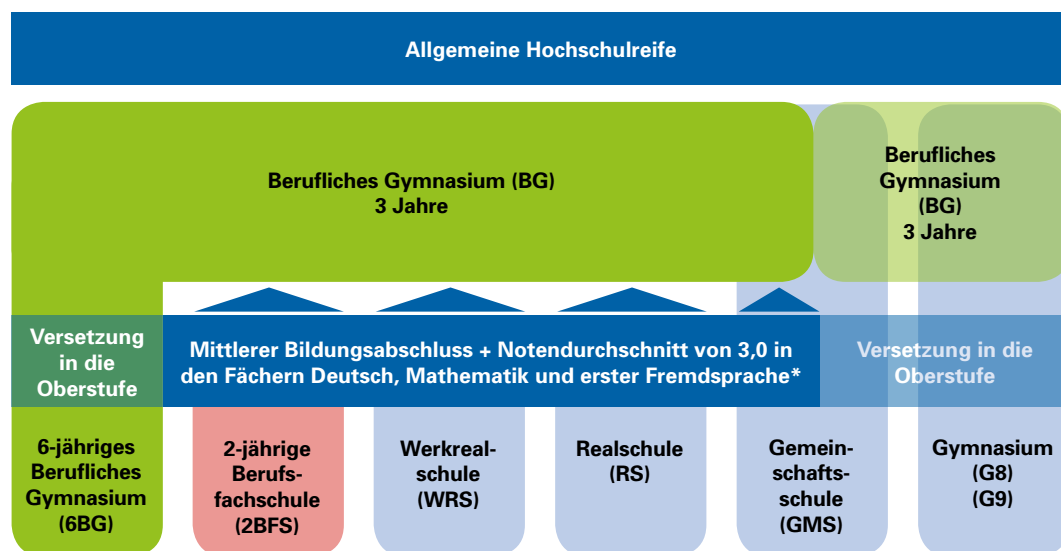 Allgemeine Hochschulreife
Berufliches Gymnasium (BG)
3 Jahre
Berufliches
Gymnasium
(BG)
3 Jahre
Versetzung
in die
Oberstufe
Mittlerer Bildungsabschluss + Notendurchschnitt von 3,0 in
den Fächern Deutsch, Mathematik und erster Fremdsprache*
Versetzung in die
Oberstufe
6-jähriges
Berufliches
Gymnasium
(6BG)
2-jährige
Berufs-
fachschule
(2BFS)
Werkreal-
schule
(WRS)
Realschule
(RS)
Gemein-
schafts-
schule
(GMS)
Gymnasium
(G8)
(G9)